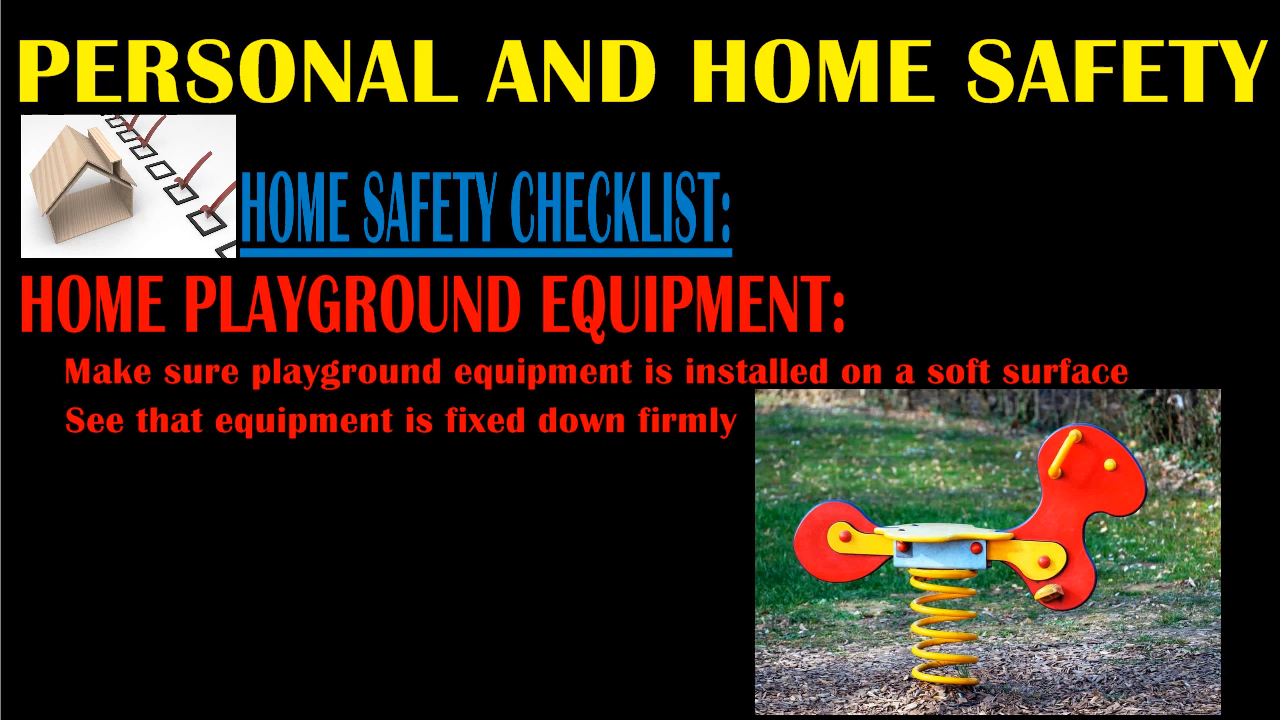 PERSONAL AND HOME SAFETY
HOME SAFETY CHECKLIST:
HOME PLAYGROUND EQUIPMENT:
Make sure playground equipment is installed on a soft surface
See that equipment is fixed down firmly